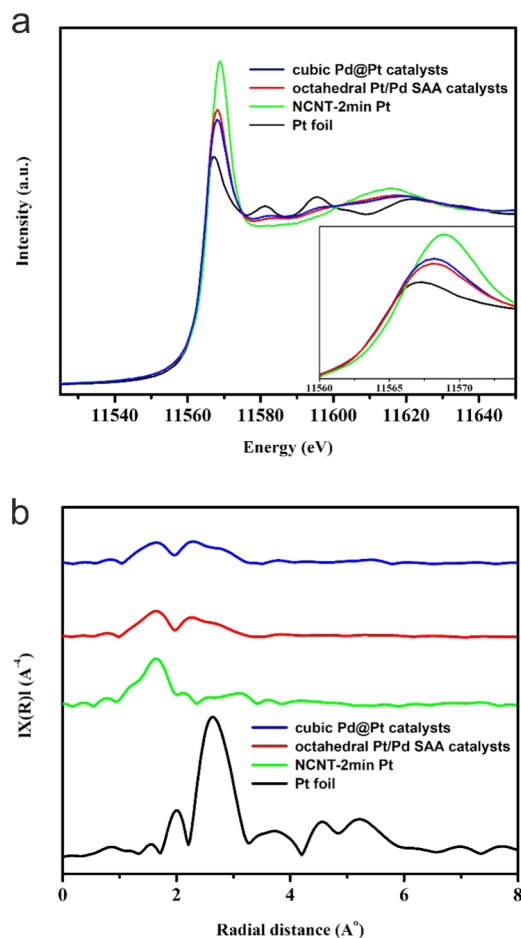 a
cubic Pd@Pt catalysts
octahedral Pt/Pd SAA catalysts
NCNT-2min Pt
Pt foil
Intensity (a.u.)
11560 11565 11570
11540 11560 11580 11600 11620 11640
Energy (eV)
b
IX(R)I (A⁻⁴)
cubic Pd@Pt catalysts
octahedral Pt/Pd SAA catalysts
NCNT-2min Pt
Pt foil
0 2 4 6 8
Radial distance (Aº)